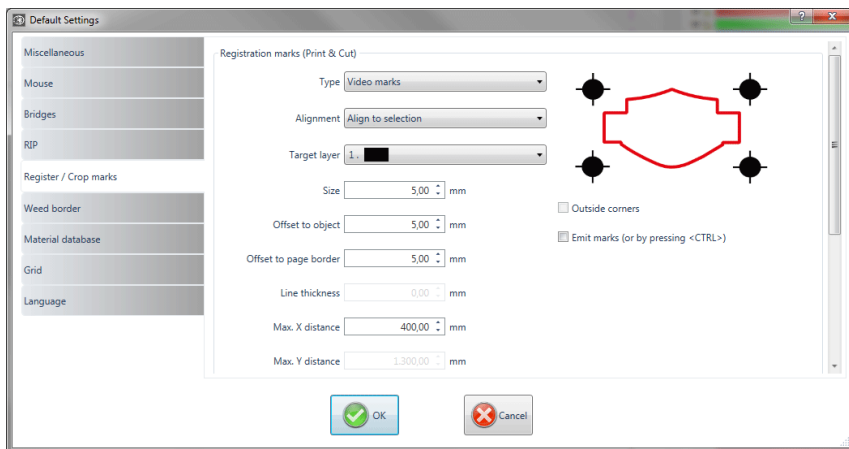 Default Settings
Miscellaneous
Mouse
Bridges
RIP
Register / Crop marks
Weed border
Material database
Grid
Language
Registration marks (Print & Cut)
Type Video marks
Alignment Align to selection
Target layer 1 .
Size 5,00 mm
Offset to object 5,00 mm
Offset to page border 5,00 mm
Line thickness 0,00 mm
Max. X distance 400,00 mm
Max. Y distance 1.300,00 mm
Outside corners
Emit marks (or by pressing <CTRL>)
OK
Cancel